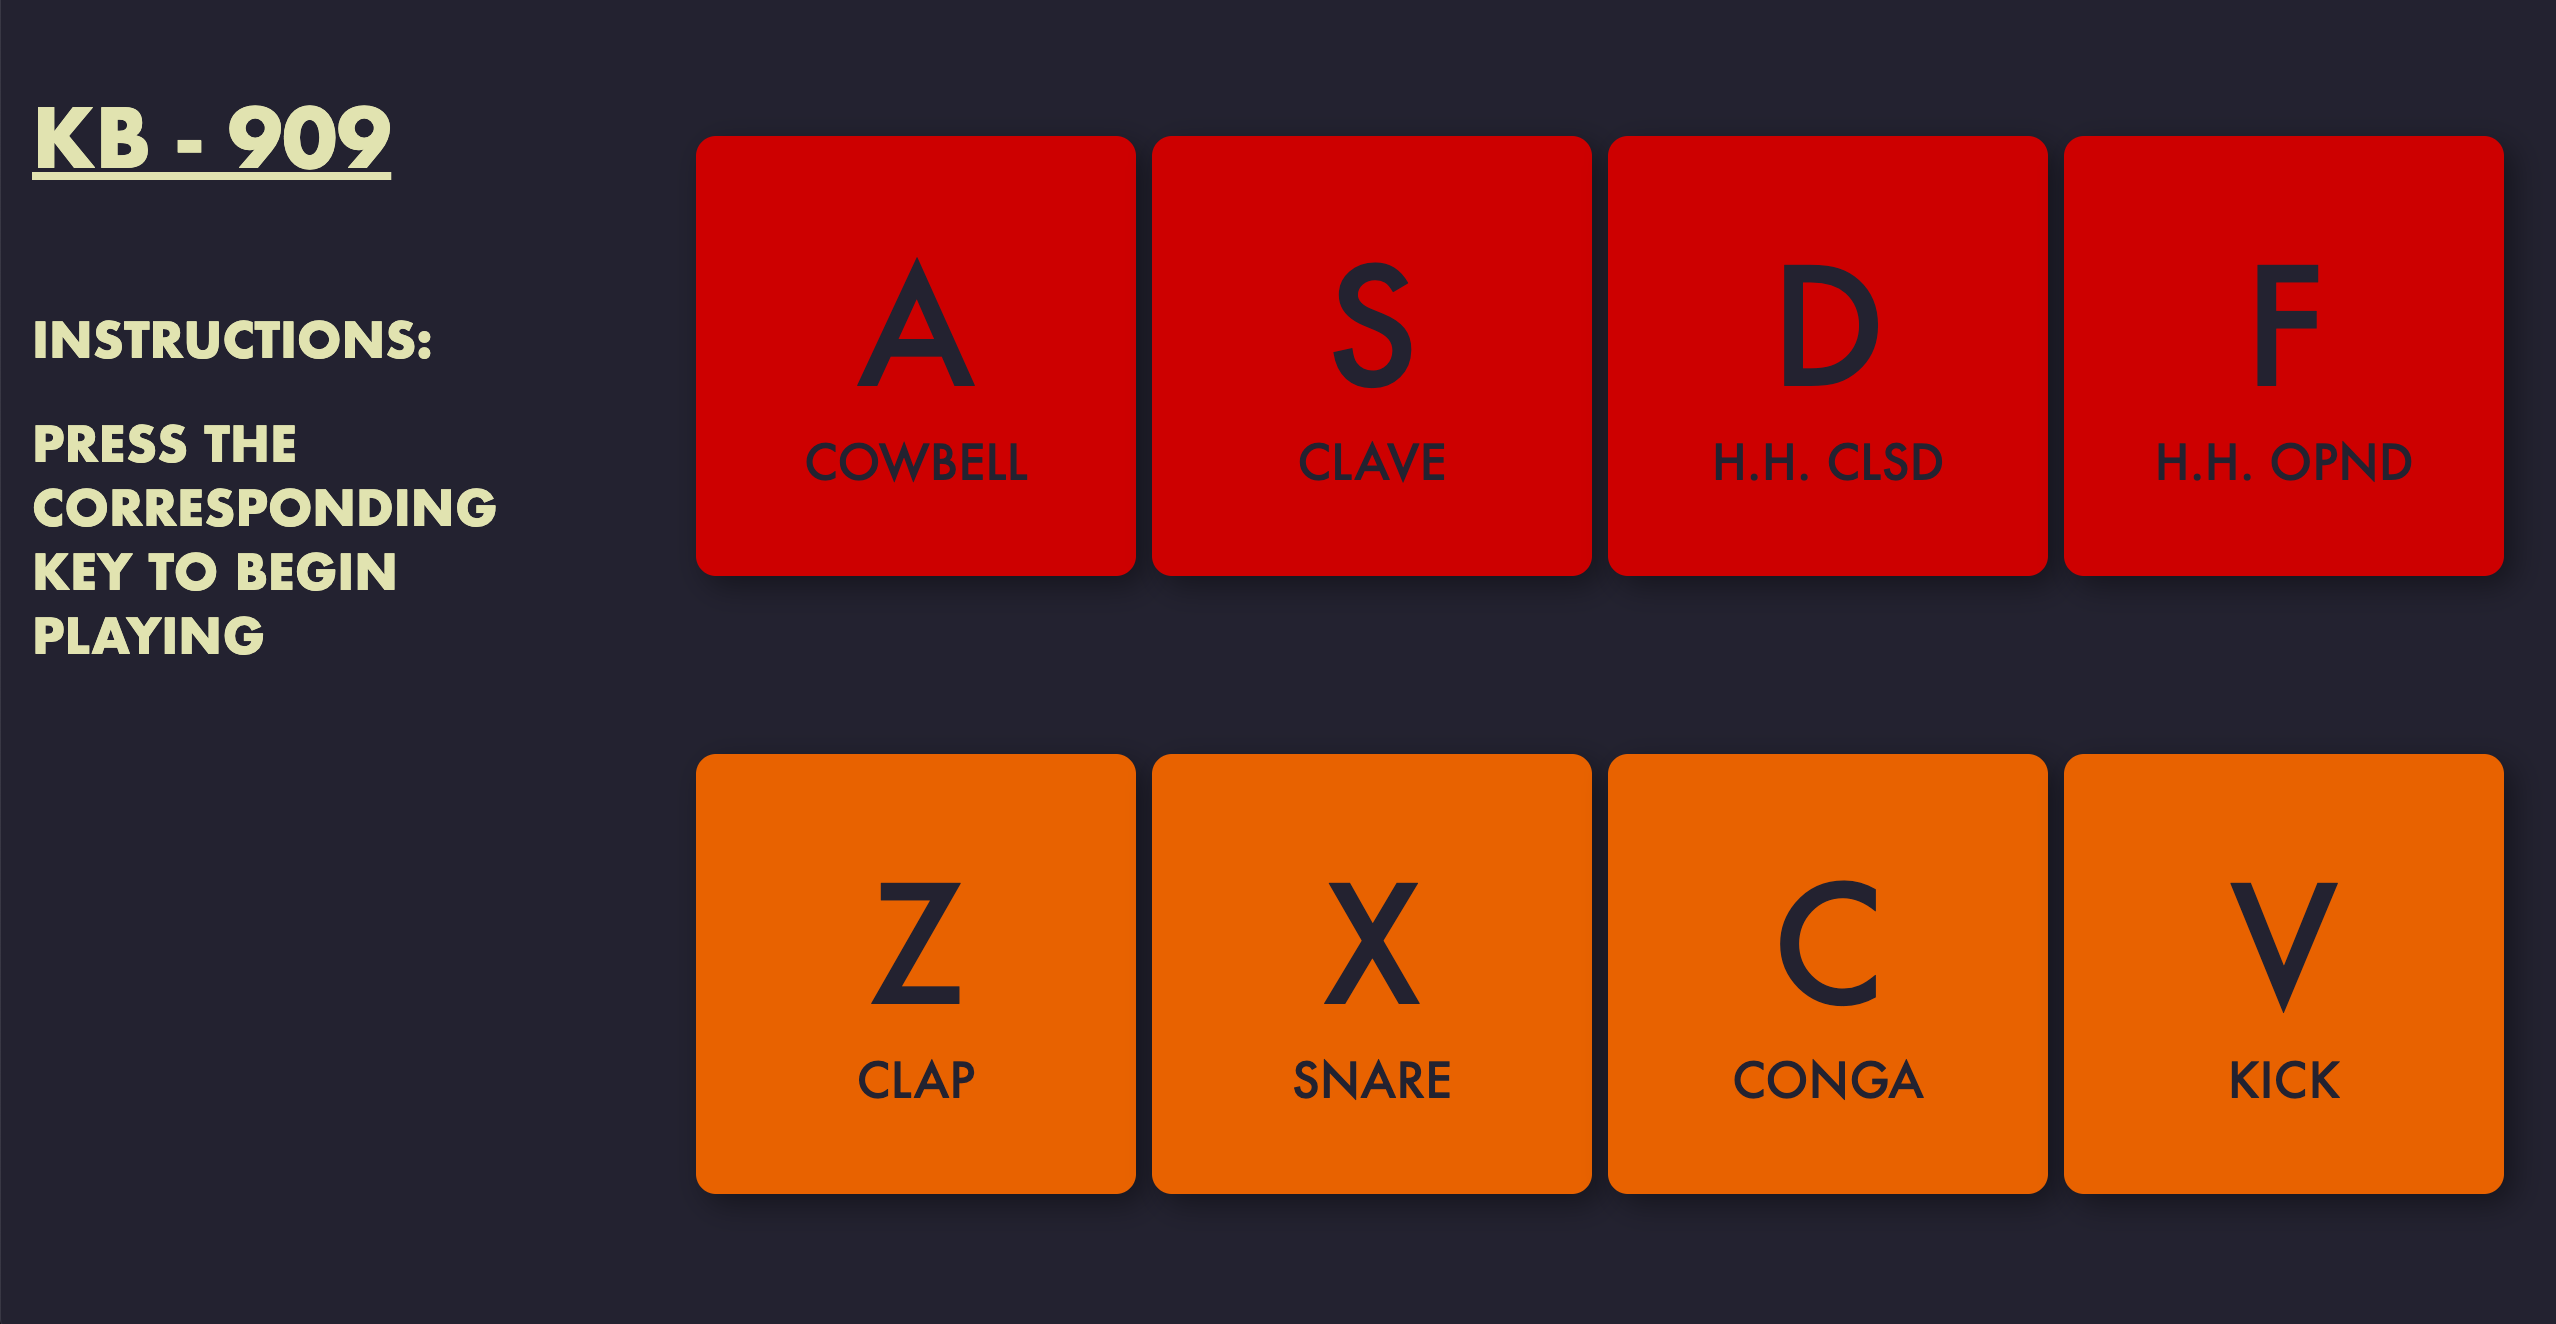 KB - 909
INSTRUCTIONS:
PRESS THE
CORRESPONDING
KEY TO BEGIN
PLAYING
A
COWBELL
S
CLAVE
D
H.H. CLSD
F
H.H. OPND
Z
CLAP
X
SNARE
C
CONGA
V
KICK